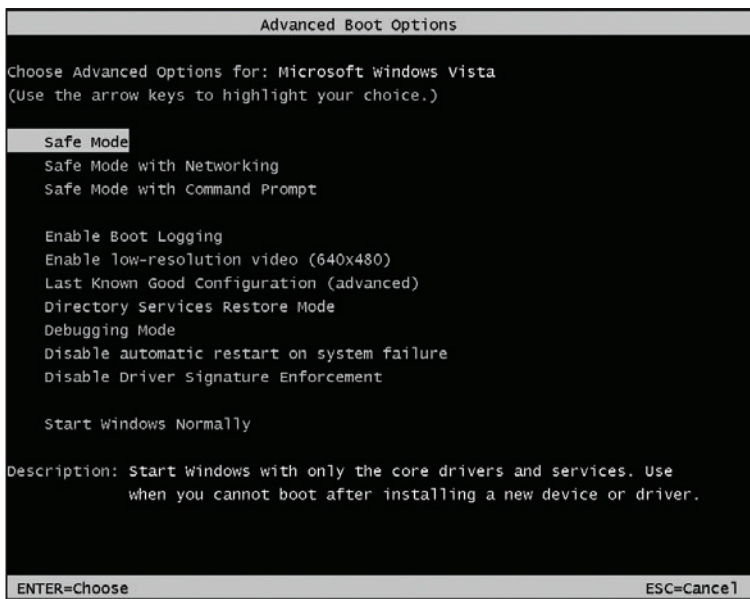 Advanced Boot Options
Choose Advanced Options for: Microsoft Windows Vista
(Use the arrow keys to highlight your choice.)
Safe Mode
Safe Mode with Networking
Safe Mode with Command Prompt
Enable Boot Logging
Enable low-resolution video (640x480)
Last Known Good Configuration (advanced)
Directory Services Restore Mode
Debugging Mode
Disable automatic restart on system failure
Disable Driver Signature Enforcement
Start Windows Normally
Description: Start Windows with only the core drivers and services. Use
when you cannot boot after installing a new device or driver.
ENTER=Choose ESC=Cancel